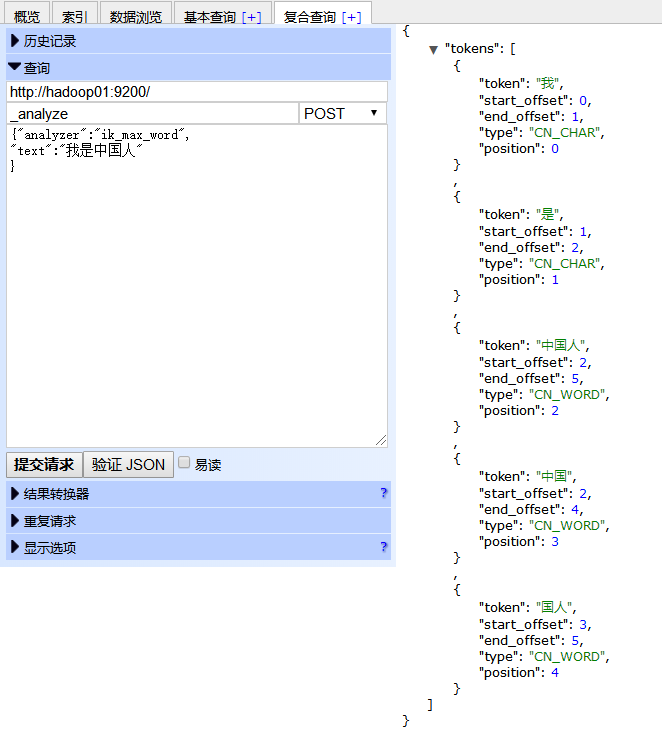 概览 索引 数据浏览 基本查询 [+] 复合查询 [+]
历史记录
查询
http://hadoop01:9200/
_analyze POST
{"analyzer":"ik_max_word",
"text":"我是中国人"
}
提交请求 验证 JSON 易读
结果转换器 ?
重复请求
显示选项 ?
{
"tokens": [
{
"token": "我",
"start_offset": 0,
"end_offset": 1,
"type": "CN_CHAR",
"position": 0
}
,
{
"token": "是",
"start_offset": 1,
"end_offset": 2,
"type": "CN_CHAR",
"position": 1
}
,
{
"token": "中国人",
"start_offset": 2,
"end_offset": 5,
"type": "CN_WORD",
"position": 2
}
,
{
"token": "中国",
"start_offset": 2,
"end_offset": 4,
"type": "CN_WORD",
"position": 3
}
,
{
"token": "国人",
"start_offset": 3,
"end_offset": 5,
"type": "CN_WORD",
"position": 4
}
]
}